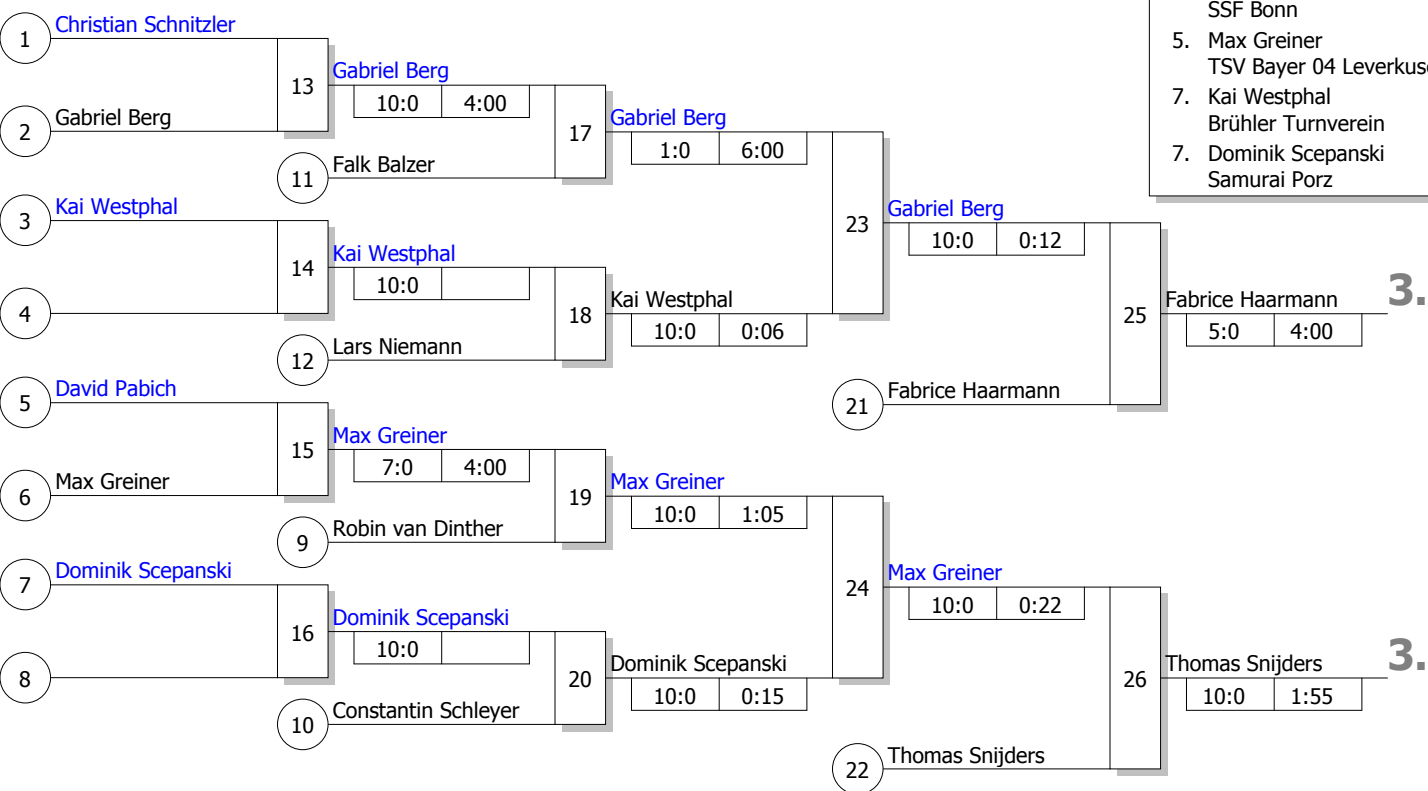 SSF Bonn
5. Max Greiner
TSV Bayer 04 Leverkuse
7. Kai Westphal
Brühler Turnverein
7. Dominik Scepanski
Samurai Porz
1 Christian Schnitzler
2 Gabriel Berg
13
Gabriel Berg
10:0 4:00
11 Falk Balzer
17
Gabriel Berg
1:0 6:00
3 Kai Westphal
4
14
Kai Westphal
10:0
12 Lars Niemann
18
Kai Westphal
10:0 0:06
23
Gabriel Berg
10:0 0:12
21 Fabrice Haarmann
25
Fabrice Haarmann 3.
5:0 4:00
5 David Pabich
6 Max Greiner
15
Max Greiner
7:0 4:00
9 Robin van Dinther
19
Max Greiner
10:0 1:05
7 Dominik Scepanski
8
16
Dominik Scepanski
10:0
10 Constantin Schleyer
20
Dominik Scepanski
10:0 0:15
24
Max Greiner
10:0 0:22
22 Thomas Snijders
26
Thomas Snijders 3.
10:0 1:55